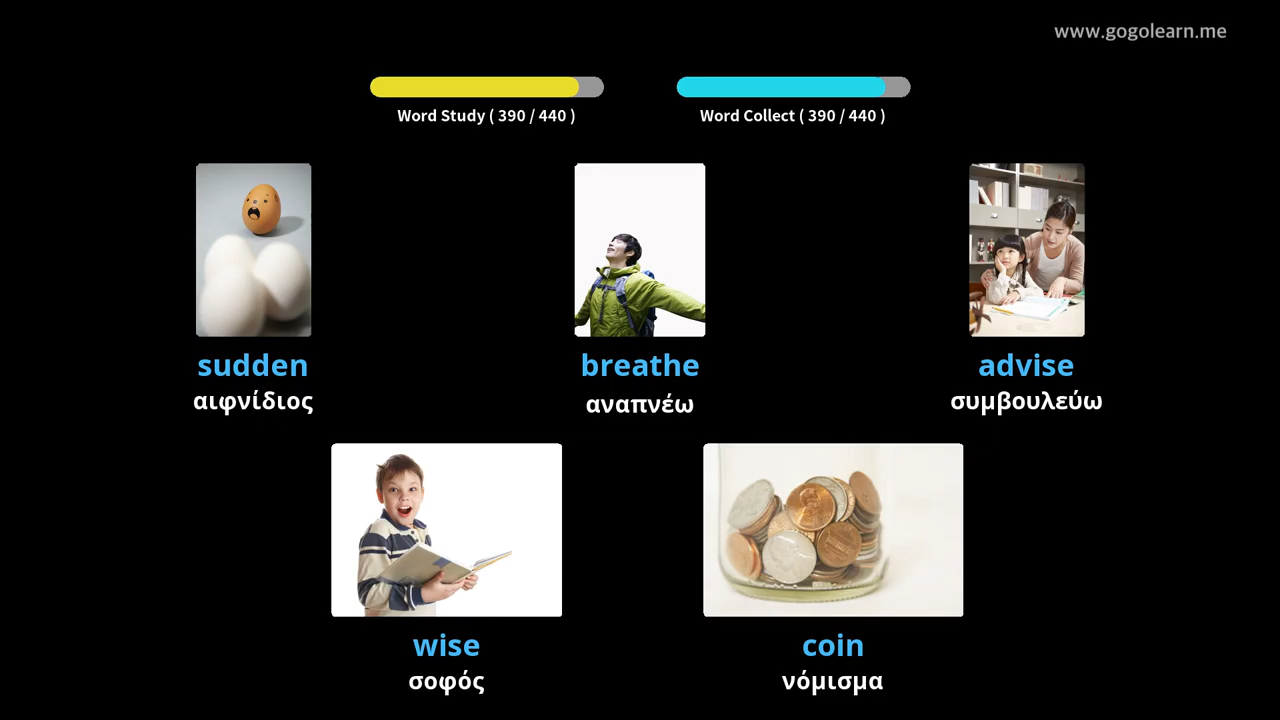 www.gogolearn.me
Word Study ( 390 / 440 )
Word Collect ( 390 / 440 )
sudden
αιφνίδιος
breathe
αναπνέω
advise
συμβουλεύω
wise
σοφός
coin
νόμισμα